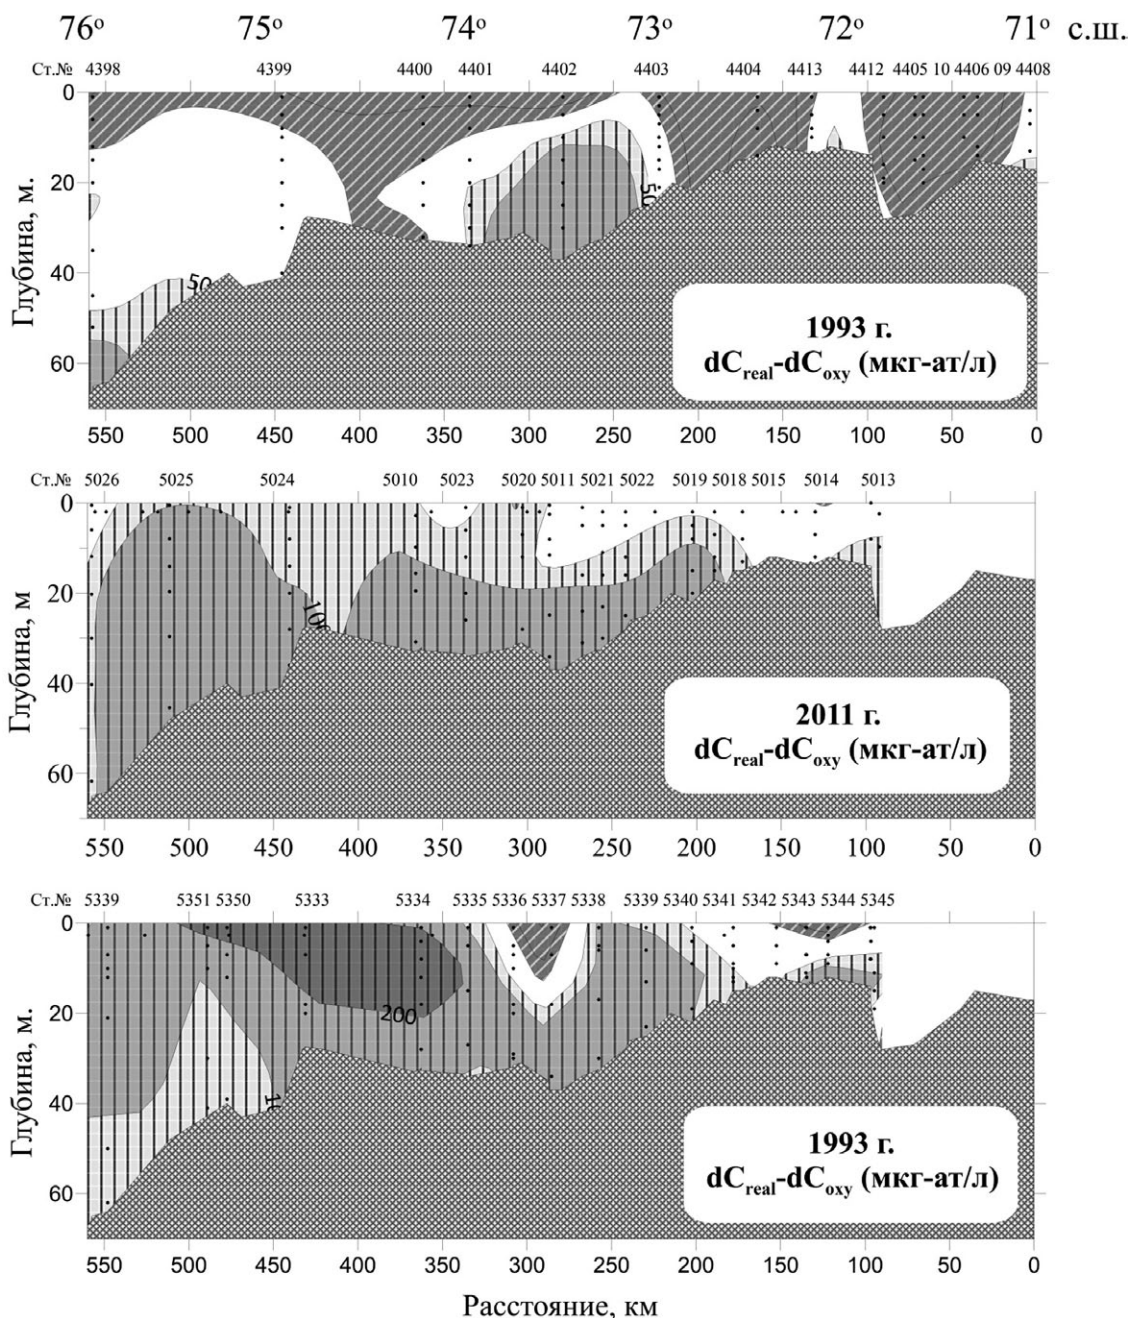 76° 75° 74° 73° 72° 71° с.ш.
Ст.№ 4398 4399 4400 4401 4402 4403 4404 4413 4412 4405 10 4406 09 4408
0
20
40
60
Глубина, м.
50
50
1993 г.
dCreal-dCoxy (мкг-ат/л)
550 500 450 400 350 300 250 200 150 100 50 0
Ст.№ 5026 5025 5024 5010 5023 5020 5011 5021 5022 5019 5018 5015 5014 5013
0
20
40
60
Глубина, м
100
2011 г.
dCreal-dCoxy (мкг-ат/л)
550 500 450 400 350 300 250 200 150 100 50 0
Ст.№ 5339 5351 5350 5333 5334 5335 5336 5337 5338 5339 5340 5341 5342 5343 5344 5345
0
20
40
60
Глубина, м.
200
1993 г.
dCreal-dCoxy (мкг-ат/л)
550 500 450 400 350 300 250 200 150 100 50 0
Расстояние, км